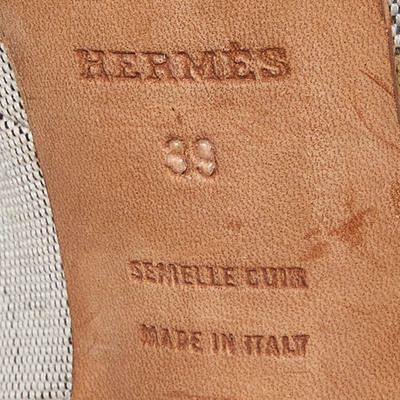 HERMÈS
39
SEMELLE CUIR
MADE IN ITALY